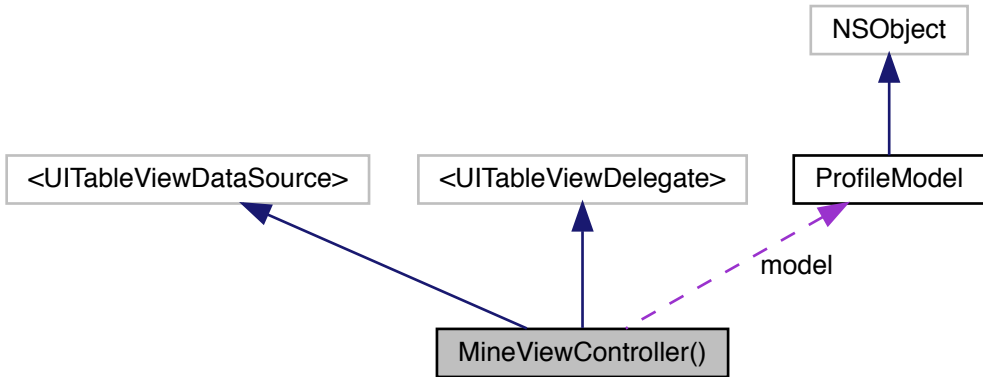 NSObject
<UITableViewDataSource>
<UITableViewDelegate>
ProfileModel
model
MineViewController()